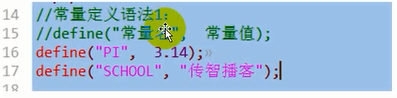 14 //常量定义语法1:
15 //define("常量名", 常量值);
16 define("PI", 3.14);
17 define("SCHOOL", "传智播客");
18